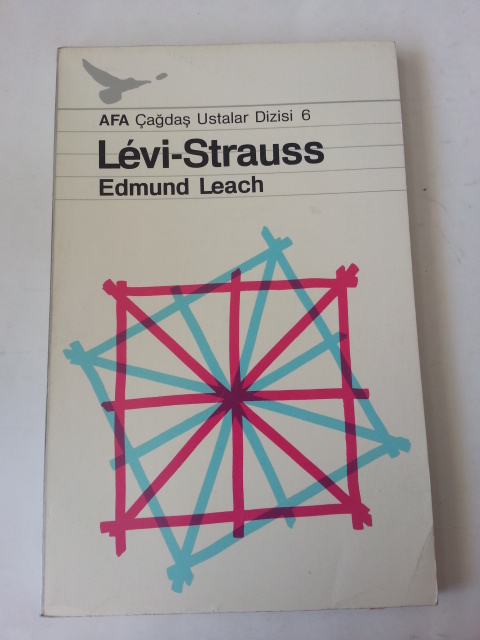 AFA Çağdaş Ustalar Dizisi 6
Lévi-Strauss
Edmund Leach